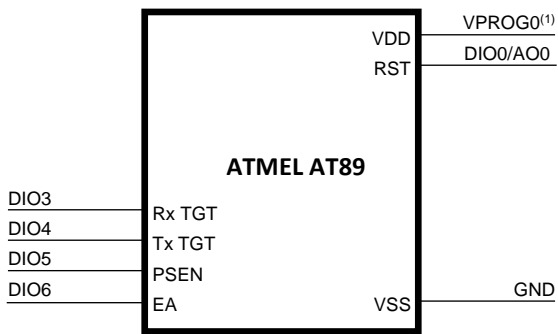 VPROG0(1)
VDD
DIO0/AO0
RST
ATMEL AT89
DIO3
Rx TGT
DIO4
Tx TGT
DIO5
PSEN
DIO6
EA
GND
VSS